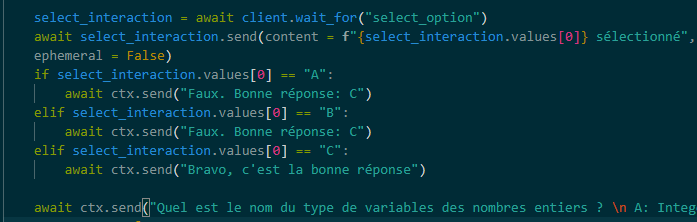 select_interaction = await client.wait_for("select_option")
await select_interaction.send(content = f"{select_interaction.values[0]} sélectionné",
ephemeral = False)
if select_interaction.values[0] == "A":
await ctx.send("Faux. Bonne réponse: C")
elif select_interaction.values[0] == "B":
await ctx.send("Faux. Bonne réponse: C")
elif select_interaction.values[0] == "C":
await ctx.send("Bravo, c'est la bonne réponse")
await ctx.send("Quel est le nom du type de variables des nombres entiers ? \n A: Integ